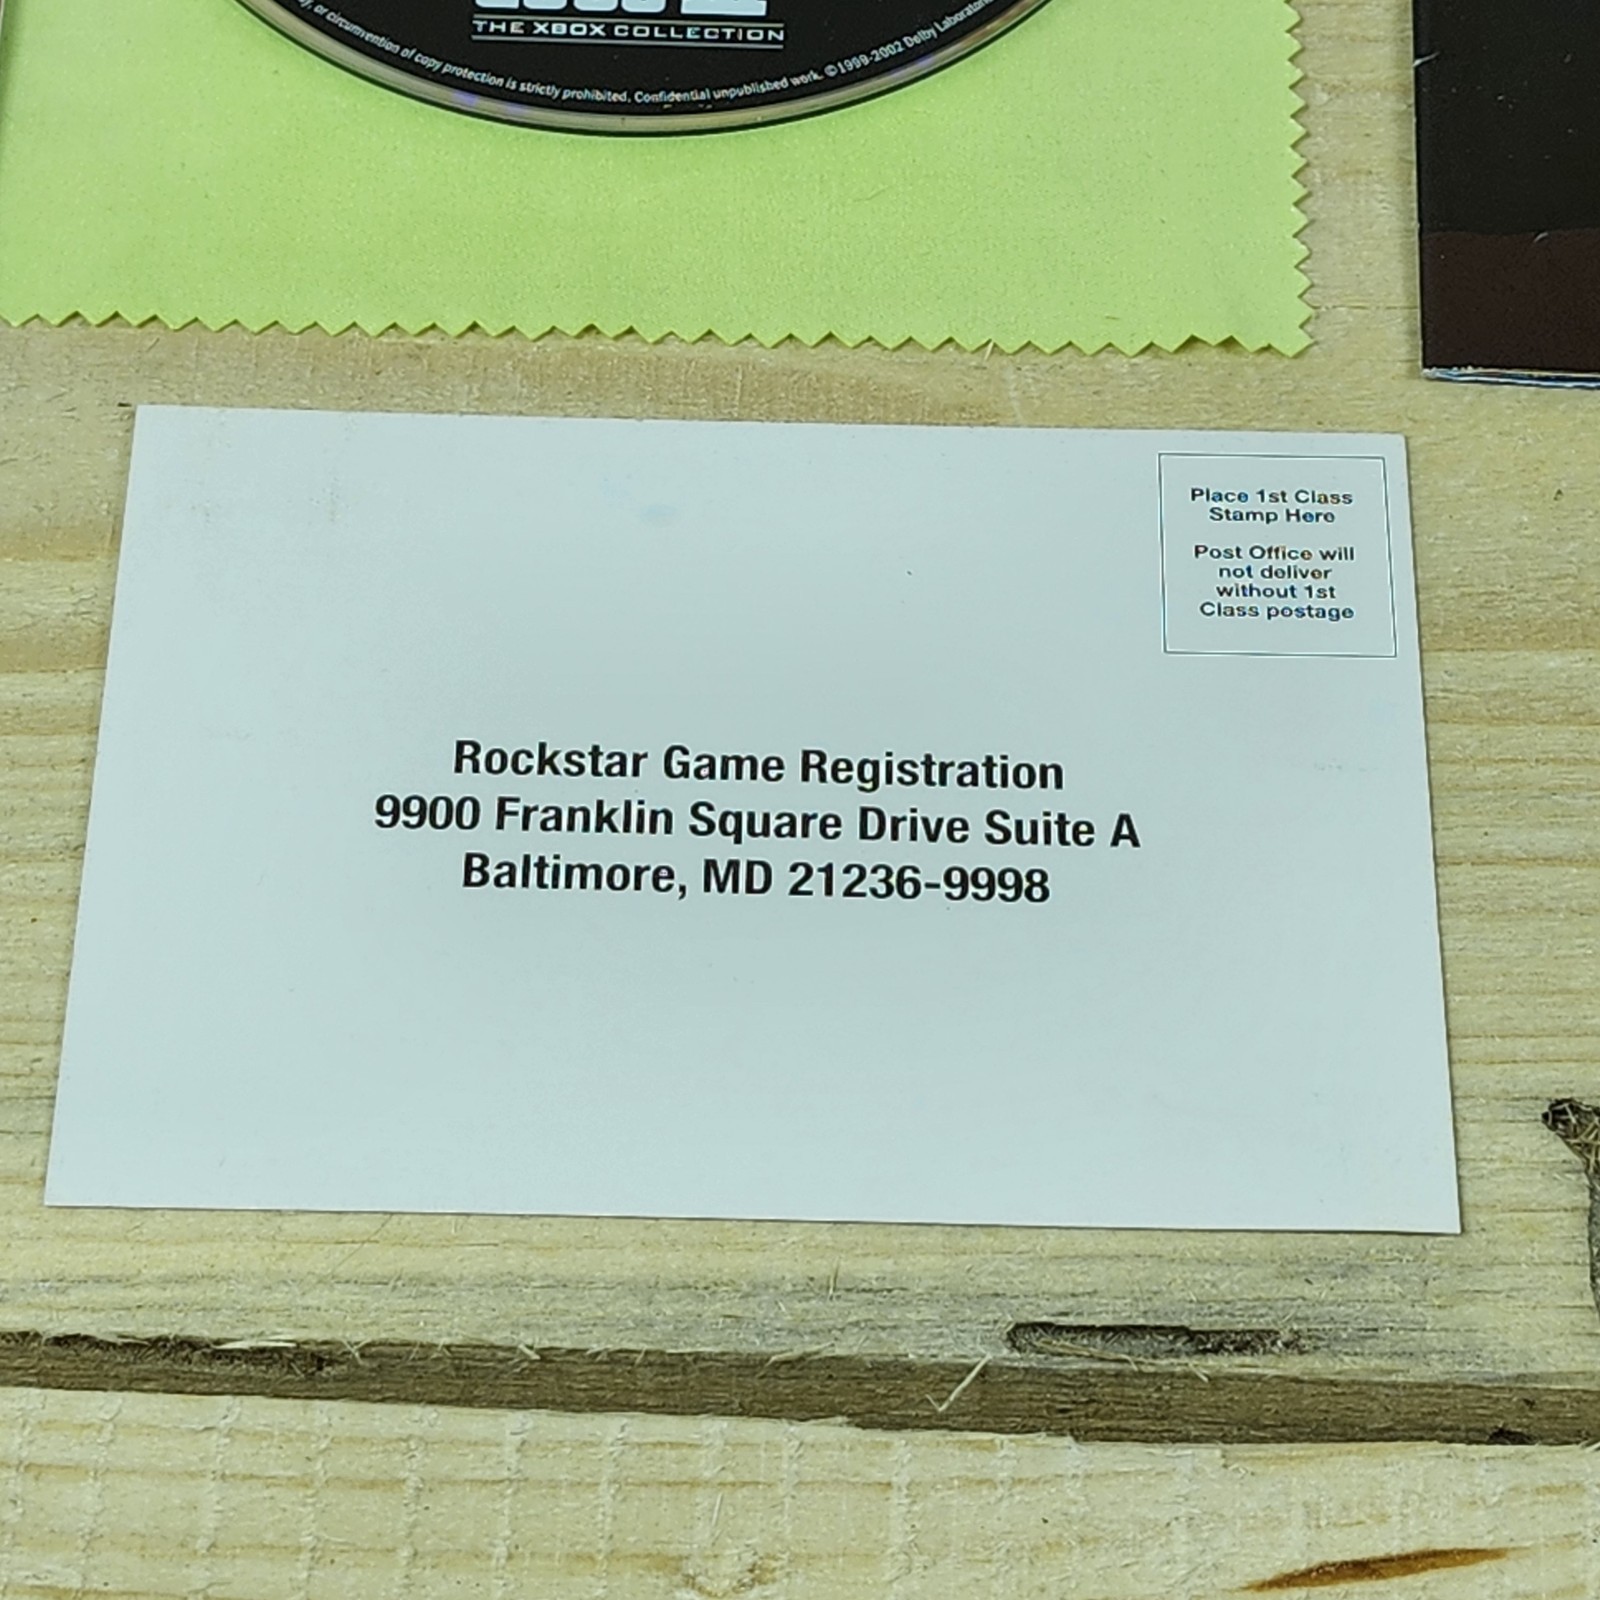 THE XBOX COLLECTION
or circumvention of copy protection is strictly prohibited. Confidential unpublished work. ©1999-2002 Dolby Laboratories
Place 1st Class
Stamp Here
Post Office will
not deliver
without 1st
Class postage
Rockstar Game Registration
9900 Franklin Square Drive Suite A
Baltimore, MD 21236-9998